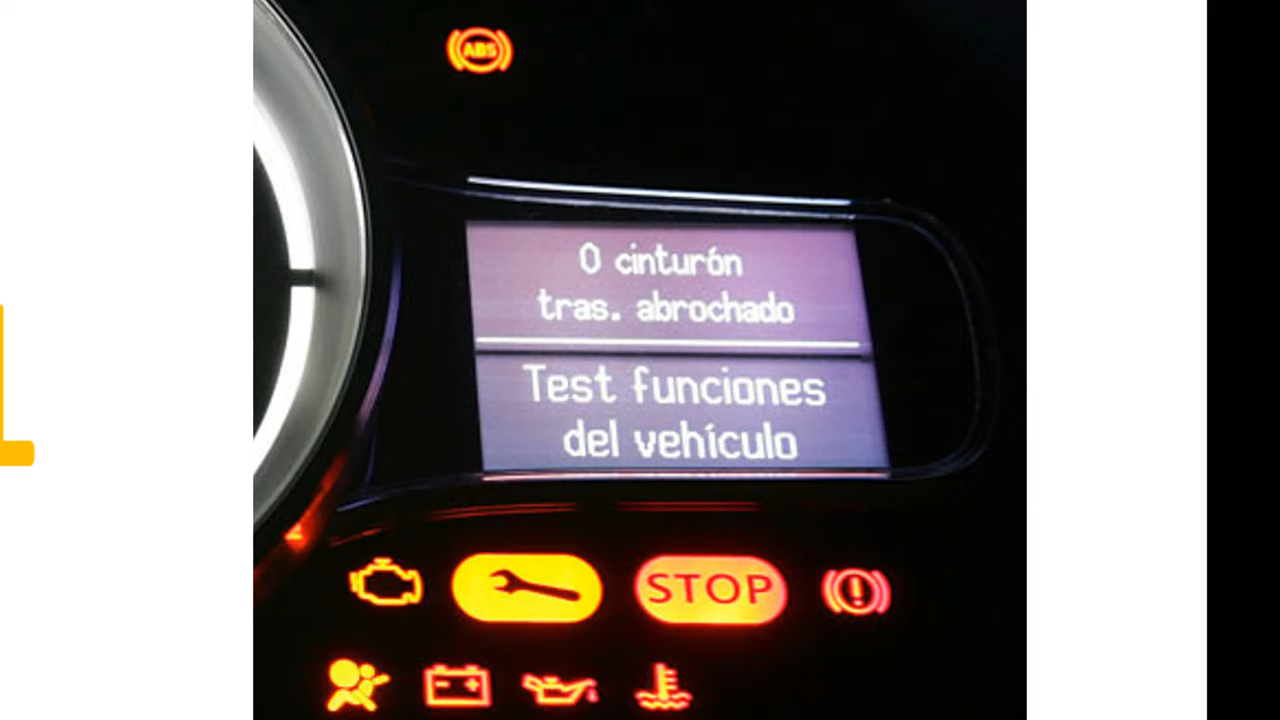 ABS
0 cinturón
tras. abrochado
Test funciones
del vehículo
STOP